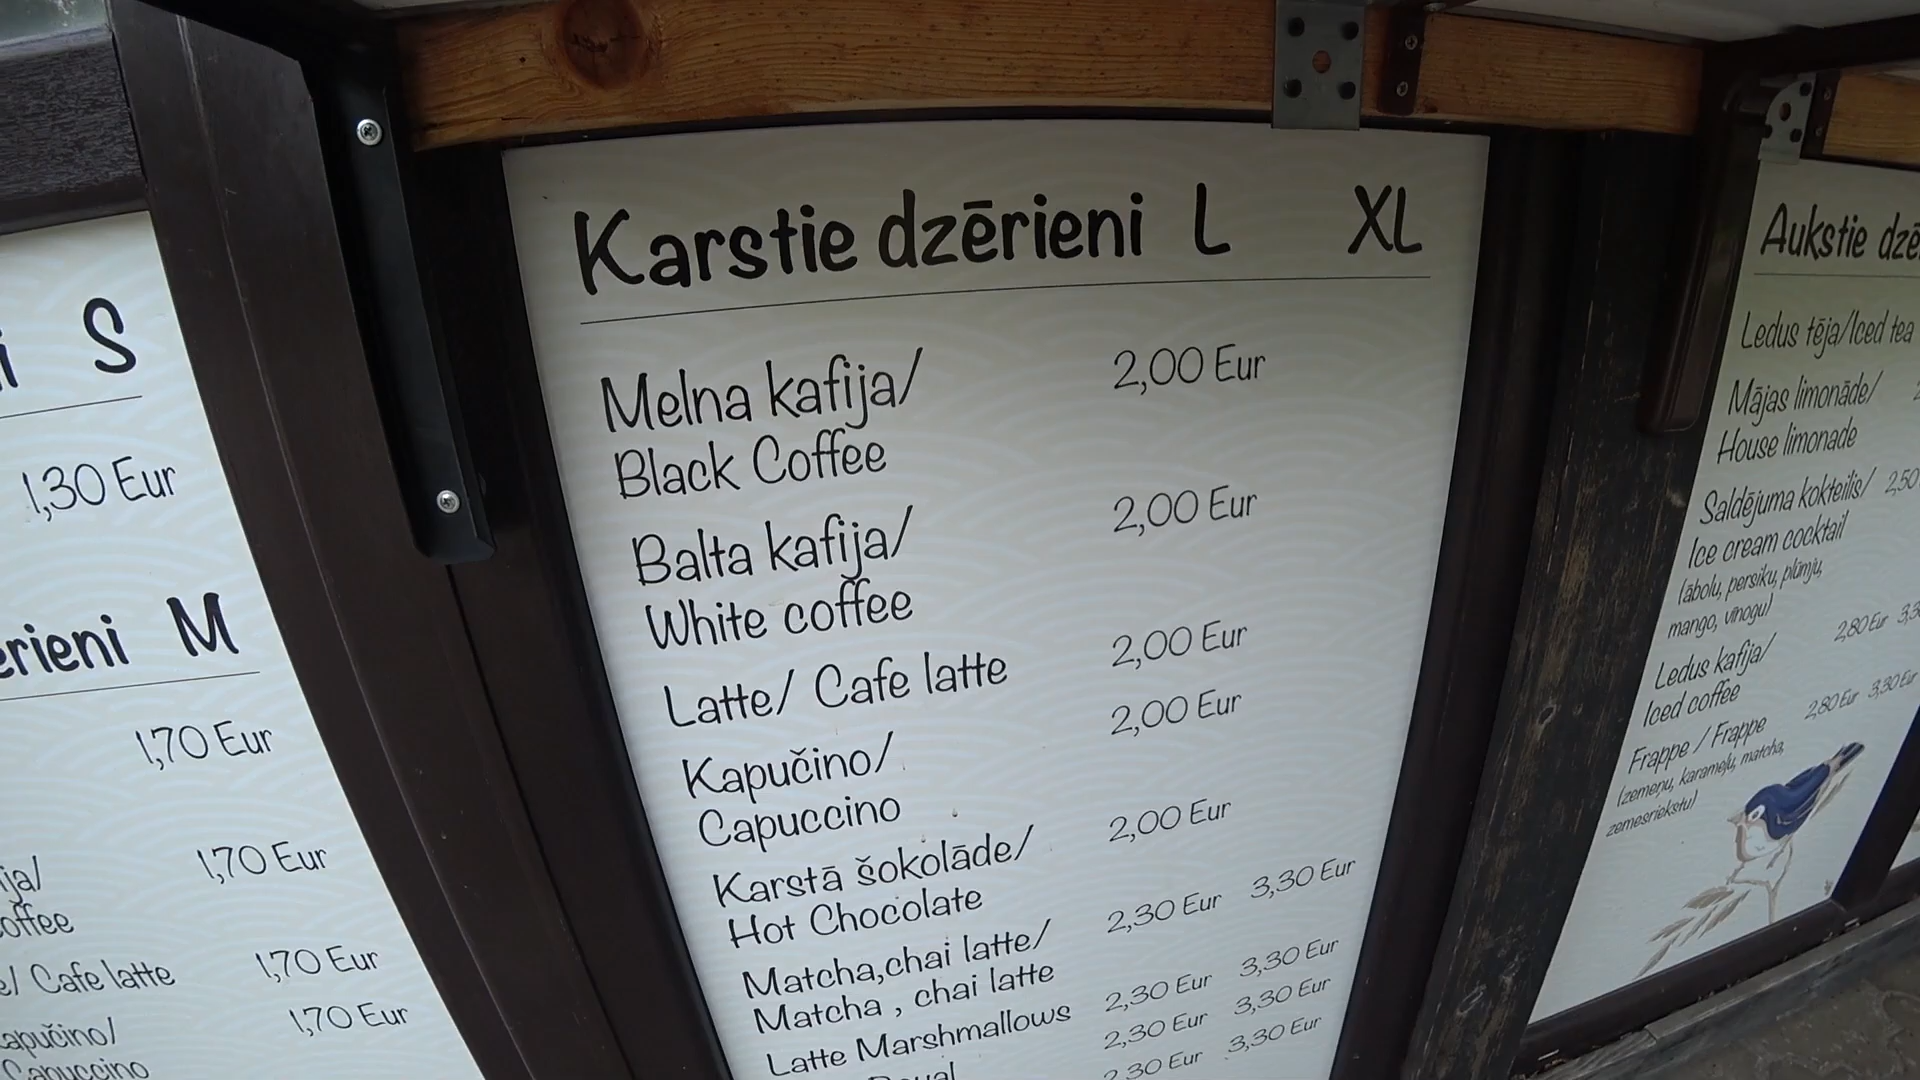 S
1,30 Eur
M
1,70 Eur
1,70 Eur
Cafe latte 1,70 Eur
1,70 Eur
Karstie dzērieni L XL
Melna kafija/ 2,00 Eur
Black Coffee
Balta kafija/ 2,00 Eur
White coffee
Latte/ Cafe latte 2,00 Eur
Kapučino/ 2,00 Eur
Capuccino
Karstā šokolāde/ 2,00 Eur
Hot Chocolate
Matcha,chai latte/ 2,30 Eur 3,30 Eur
Matcha , chai latte
Latte Marshmallows 2,30 Eur 3,30 Eur
2,30 Eur 3,30 Eur
2,30 Eur 3,30 Eur
Aukstie
Ledus tēja/Iced tea
Mājas limonāde/
House limonade
Saldējuma kokteilis/ 2,50
Ice cream cocktail
(ābolu, persiku, plūmju,
mango, vīnogu)
Ledus kafija/ 2,80 Eur
Iced coffee
Frappe / Frappe 2,80 Eur 3,30 Eur
(zemeņu, karameļu, matcha,
zemesriekstu)